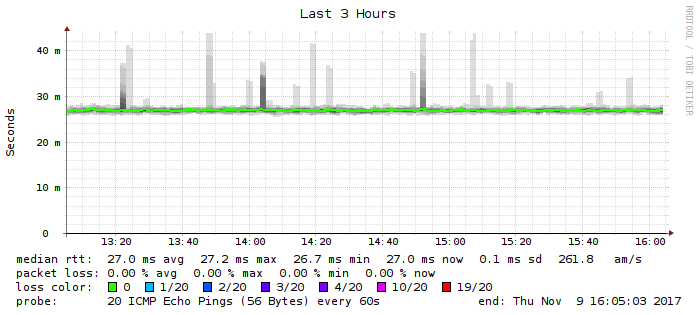 Last 3 Hours
RRDTOOL / TOBI OETIKER
Seconds
40 m
30 m
20 m
10 m
0
13:20 13:40 14:00 14:20 14:40 15:00 15:20 15:40 16:00
median rtt: 27.0 ms avg 27.2 ms max 26.7 ms min 27.0 ms now 0.1 ms sd 261.8 am/s
packet loss: 0.00 % avg 0.00 % max 0.00 % min 0.00 % now
loss color: 0 1/20 2/20 3/20 4/20 10/20 19/20
probe: 20 ICMP Echo Pings (56 Bytes) every 60s end: Thu Nov 9 16:05:03 2017